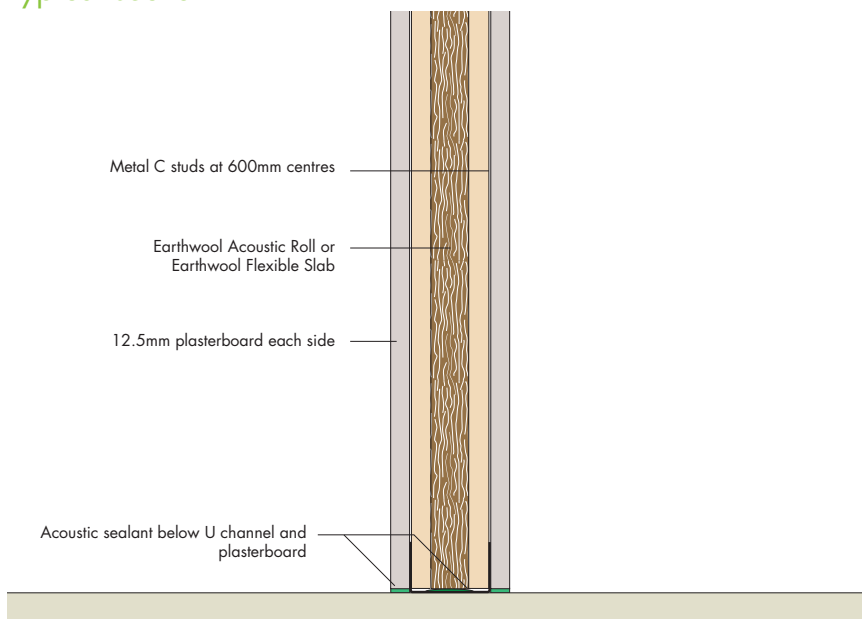 Metal C studs at 600mm centres
Earthwool Acoustic Roll or
Earthwool Flexible Slab
12.5mm plasterboard each side
Acoustic sealant below U channel and
plasterboard